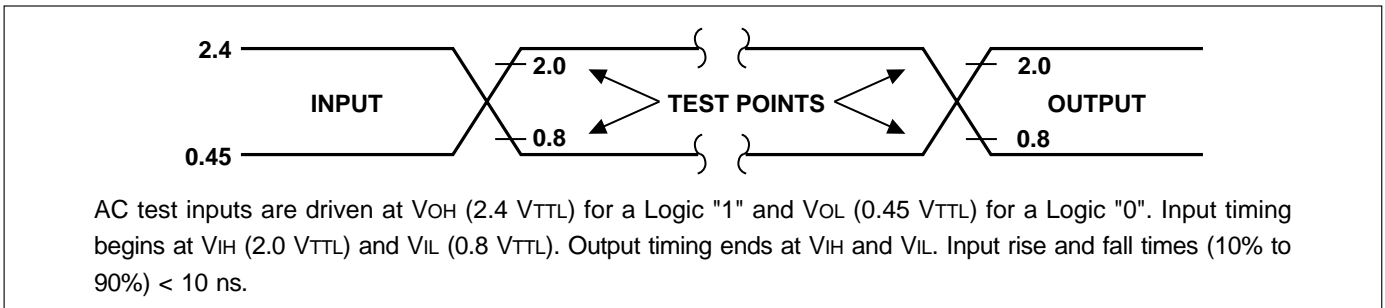 2.4
2.0
2.0
INPUT
TEST POINTS
OUTPUT
0.8
0.8
0.45
AC test inputs are driven at VOH (2.4 VTTL) for a Logic "1" and VOL (0.45 VTTL) for a Logic "0". Input timing
begins at VIH (2.0 VTTL) and VIL (0.8 VTTL). Output timing ends at VIH and VIL. Input rise and fall times (10% to
90%) < 10 ns.